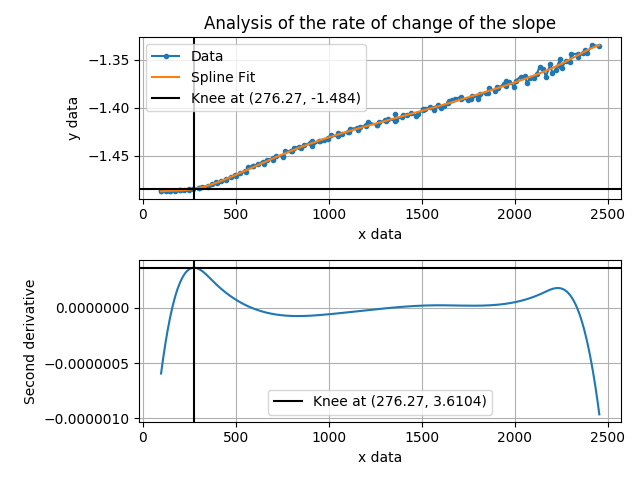 Analysis of the rate of change of the slope
Data
Spline Fit
Knee at (276.27, -1.484)
y data
−1.35
−1.40
−1.45
0 500 1000 1500 2000 2500
x data
Second derivative
0.0000000
−0.0000005
−0.0000010
Knee at (276.27, 3.6104)
0 500 1000 1500 2000 2500
x data